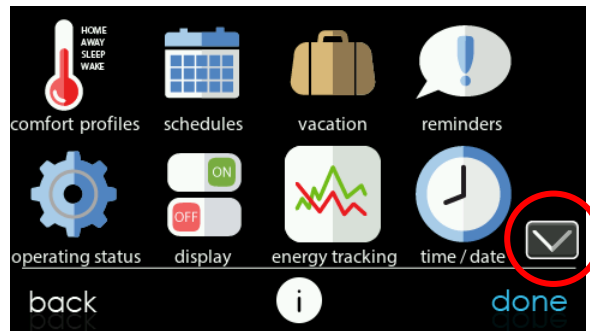 HOME
AWAY
SLEEP
WAKE
comfort profiles schedules vacation reminders
ON
OFF
operating status display energy tracking time / date
back i done